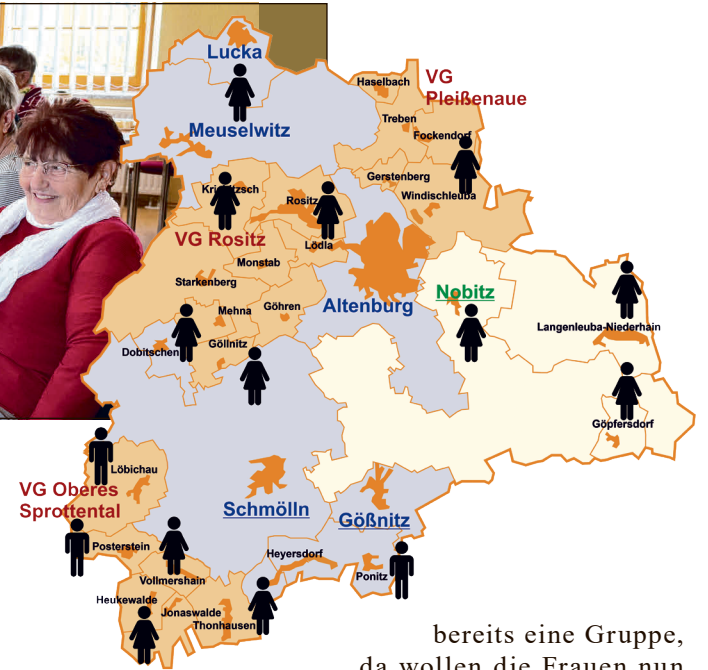 Lucka
Haselbach
VG
Pleißenaue
Treben
Meuselwitz
Fockendorf
Gerstenberg
Windischleuba
Rositz
VG Rositz
Lödla
Monstab
Starkenberg
Nobitz
Altenburg
Mehna
Göhren
Langenleuba-Niederhain
Göllnitz
Dobitschen
Göpfersdorf
Löbichau
VG Oberes
Sprottental
Schmölln
Gößnitz
Posterstein
Heyersdorf
Ponitz
Vollmershain
Heukewalde
Jonaswalde
Thonhausen
bereits eine Gruppe,
da wollen die Frauen nun